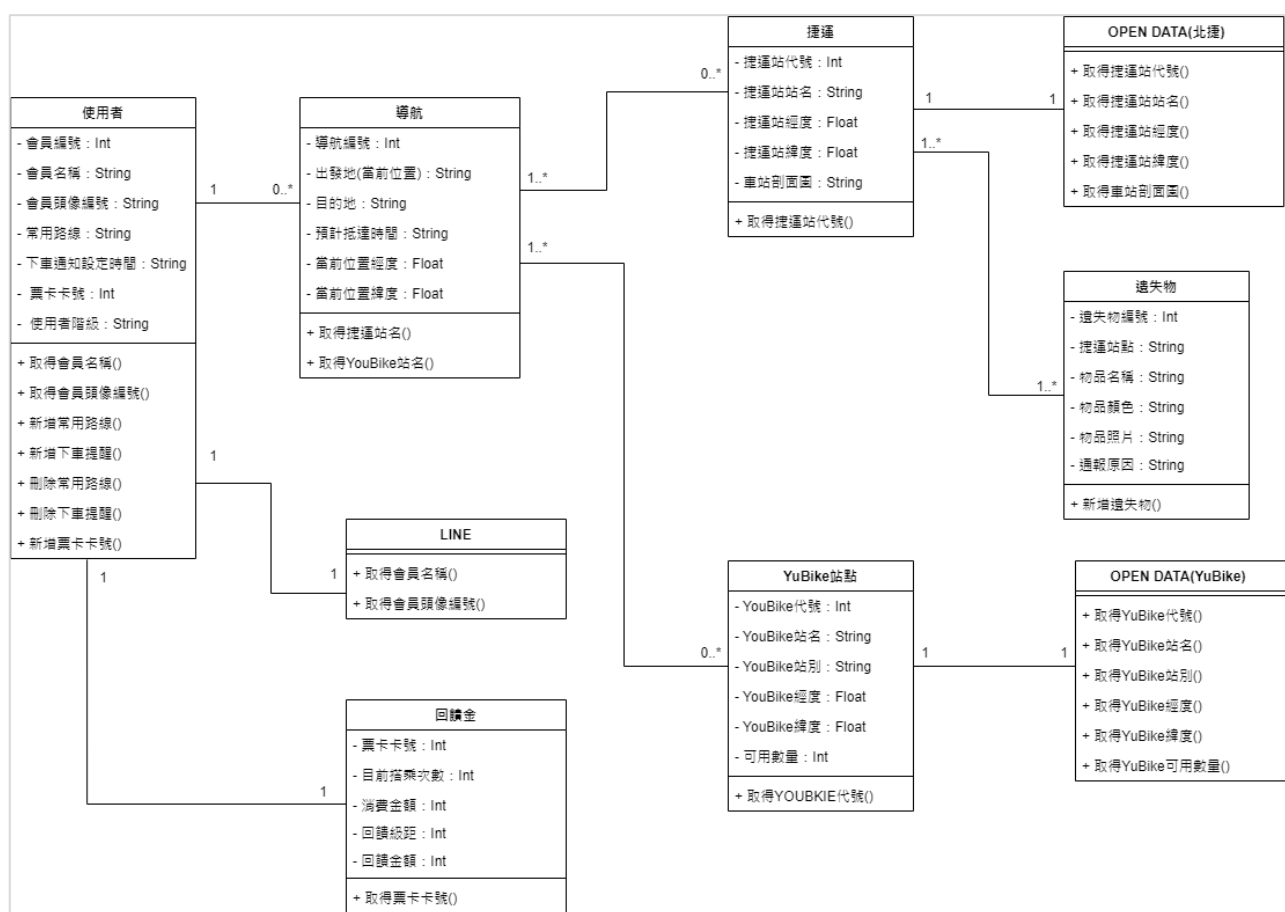 使用者
- 會員編號：Int
- 會員名稱：String
- 會員頭像編號：String
- 常用路線：String
- 下車通知設定時間：String
- 票卡卡號：Int
- 使用者階級：String
+ 取得會員名稱()
+ 取得會員頭像編號()
+ 新增常用路線()
+ 新增下車提醒()
+ 刪除常用路線()
+ 刪除下車提醒()
+ 新增票卡卡號()
1
0..*
導航
- 導航編號：Int
- 出發地(當前位置)：String
- 目的地：String
- 預計抵達時間：String
- 當前位置經度：Float
- 當前位置緯度：Float
+ 取得捷運站名()
+ 取得YouBike站名()
1..*
0..*
1..*
0..*
捷運
- 捷運站代號：Int
- 捷運站站名：String
- 捷運站經度：Float
- 捷運站緯度：Float
- 車站剖面圖：String
+ 取得捷運站代號()
1
1
1..*
1..*
OPEN DATA(北捷)
+ 取得捷運站代號()
+ 取得捷運站站名()
+ 取得捷運站經度()
+ 取得捷運站緯度()
+ 取得車站剖面圖()
遺失物
- 遺失物編號：Int
- 捷運站點：String
- 物品名稱：String
- 物品顏色：String
- 物品照片：String
- 通報原因：String
+ 新增遺失物()
1
1
LINE
+ 取得會員名稱()
+ 取得會員頭像編號()
1
1
回饋金
- 票卡卡號：Int
- 目前搭乘次數：Int
- 消費金額：Int
- 回饋級距：Int
- 回饋金額：Int
+ 取得票卡卡號()
YuBike站點
- YouBike代號：Int
- YouBike站名：String
- YouBike站別：String
- YouBike經度：Float
- YouBike緯度：Float
- 可用數量：Int
+ 取得YOUBKIE代號()
1
1
OPEN DATA(YuBike)
+ 取得YuBike代號()
+ 取得YuBike站名()
+ 取得YuBike站別()
+ 取得YuBike經度()
+ 取得YuBike緯度()
+ 取得YuBike可用數量()